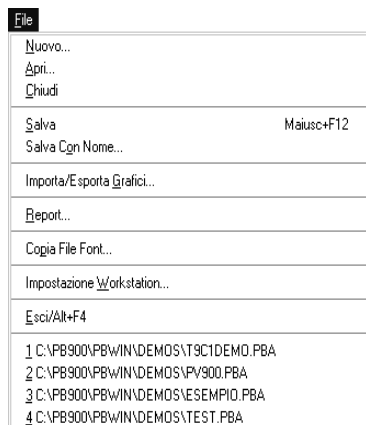 File
Nuovo...
Apri...
Chiudi
Salva Maiusc+F12
Salva Con Nome...
Importa/Esporta Grafici...
Report...
Copia File Font...
Impostazione Workstation...
Esci/Alt+F4
1 C:\PB900\PBWIN\DEMOS\T9C1DEMO.PBA
2 C:\PB900\PBWIN\DEMOS\PV900.PBA
3 C:\PB900\PBWIN\DEMOS\ESEMPIO.PBA
4 C:\PB900\PBWIN\DEMOS\TEST.PBA